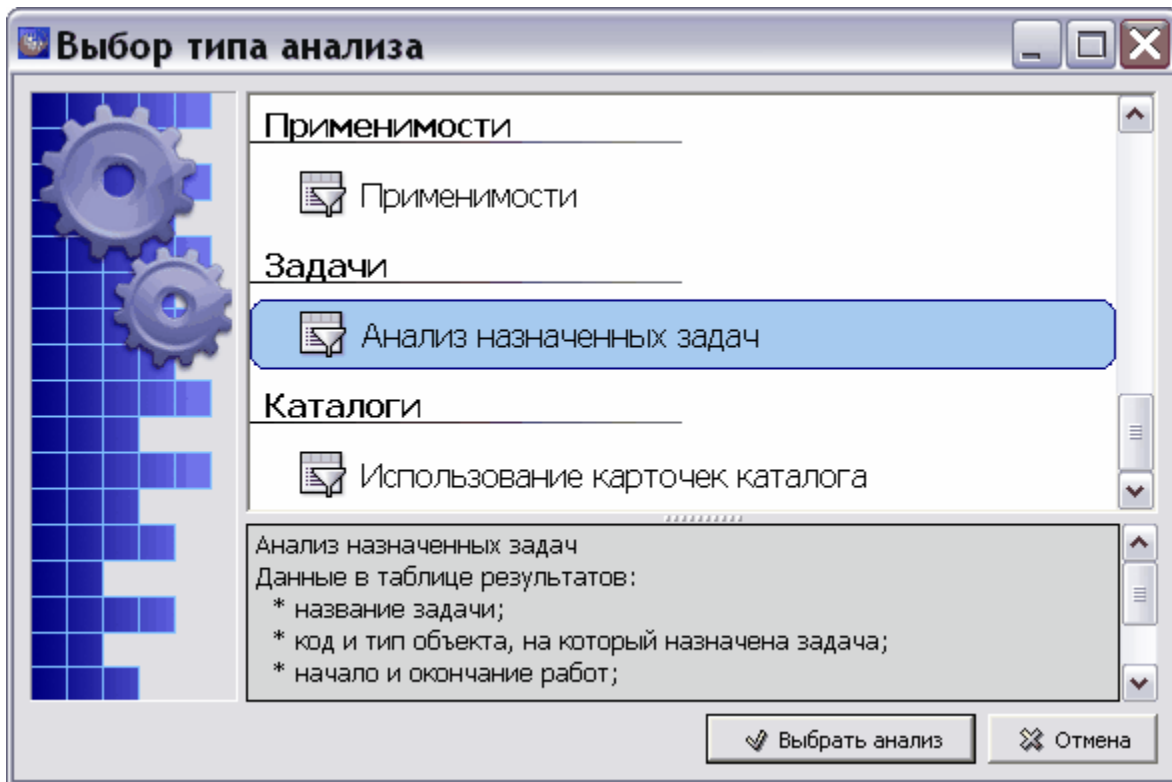 Выбор типа анализа
Применимости
Применимости
Задачи
Анализ назначенных задач
Каталоги
Использование карточек каталога
Анализ назначенных задач
Данные в таблице результатов:
* название задачи;
* код и тип объекта, на который назначена задача;
* начало и окончание работ;
Выбрать анализ
Отмена